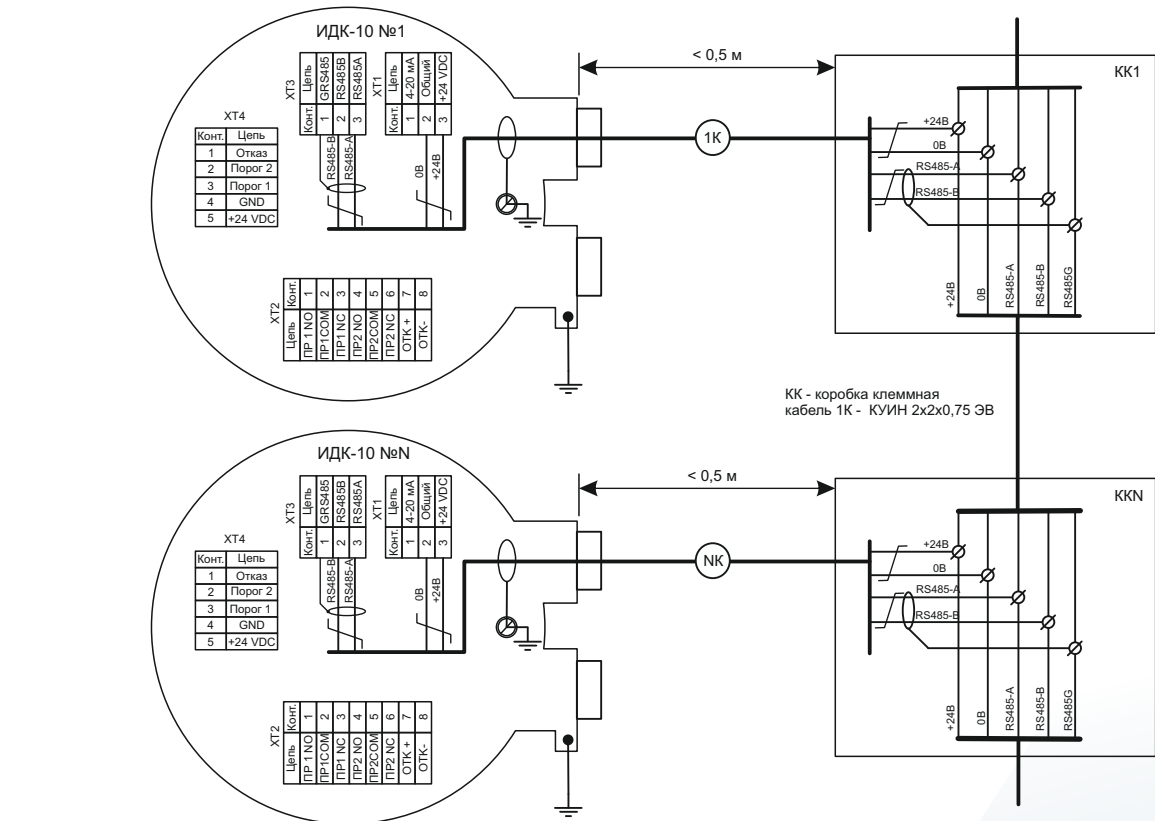 ИДК-10 №1
XT3
Конт. Цепь
1 GRS485
2 RS485B
3 RS485A
XT1
Конт. Цепь
1 4-20 мА
2 Общий
3 +24 VDC
RS485-B
RS485-A
0В
+24В
XT4
Конт. Цепь
1 Отказ
2 Порог 2
3 Порог 1
4 GND
5 +24 VDC
XT2
Цепь Конт.
ПР 1 NO 1
ПР1COM 2
ПР1 NC 3
ПР2 NO 4
ПР2COM 5
ПР2 NC 6
ОТК + 7
ОТК- 8
< 0,5 м
1К
КК1
+24В
0В
RS485-A
RS485-B
+24В
0В
RS485-A
RS485-B
RS485G
КК - коробка клеммная
кабель 1К - КУИН 2х2х0,75 ЭВ
ИДК-10 №N
XT3
Конт. Цепь
1 GRS485
2 RS485B
3 RS485A
XT1
Конт. Цепь
1 4-20 мА
2 Общий
3 +24 VDC
RS485-B
RS485-A
0В
+24В
XT4
Конт. Цепь
1 Отказ
2 Порог 2
3 Порог 1
4 GND
5 +24 VDC
XT2
Цепь Конт.
ПР 1 NO 1
ПР1COM 2
ПР1 NC 3
ПР2 NO 4
ПР2COM 5
ПР2 NC 6
ОТК + 7
ОТК- 8
< 0,5 м
NК
ККN
+24В
0В
RS485-A
RS485-B
+24В
0В
RS485-A
RS485-B
RS485G